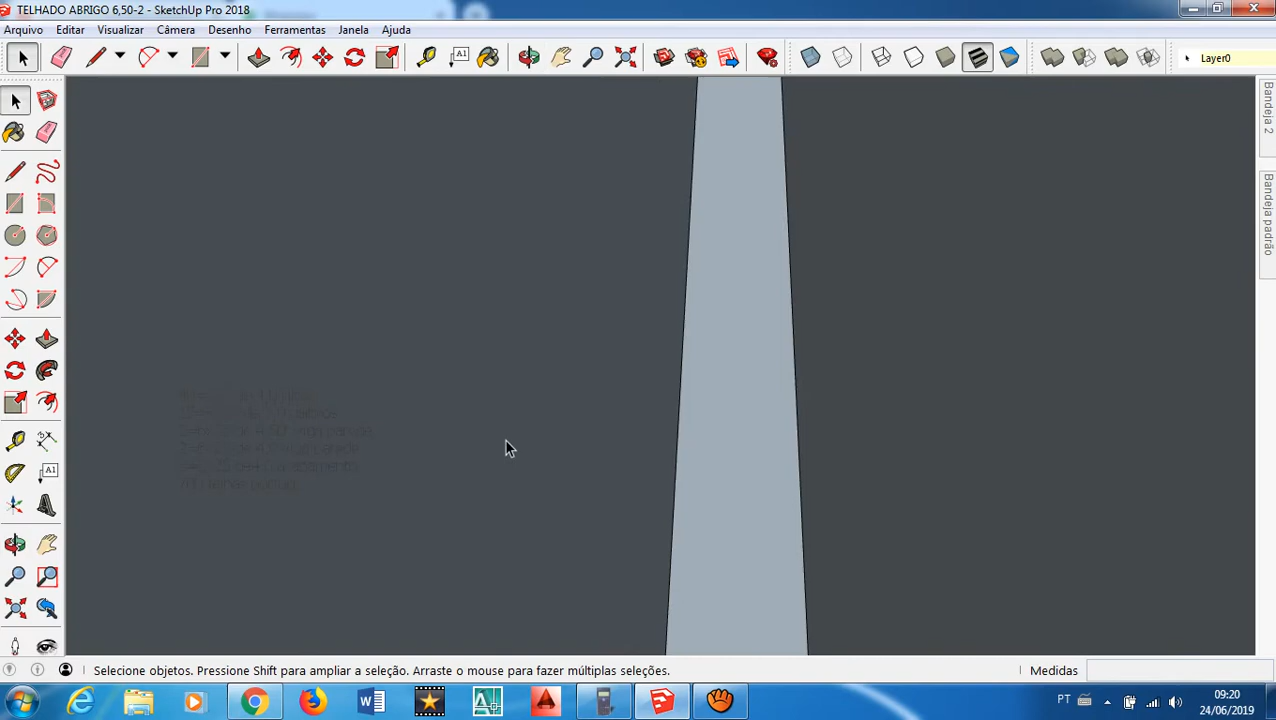 TELHADO ABRIGO 6,50-2 - SketchUp Pro 2018
Arquivo Editar Visualizar Câmera Desenho Ferramentas Janela Ajuda
A1
Layer0
Bandeja 2
Bandeja padrão
A1
Selecione objetos. Pressione Shift para ampliar a seleção. Arraste o mouse para fazer múltiplas seleções.
Medidas
PT
09:20
24/06/2019